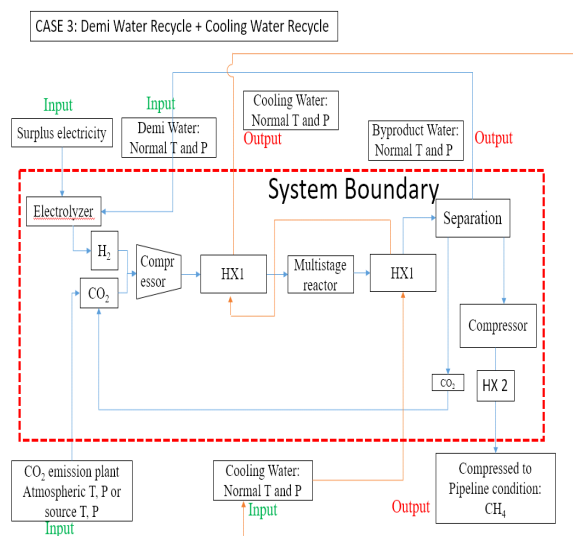 CASE 3: Demi Water Recycle + Cooling Water Recycle
Input
Surplus electricity
Input
Demi Water:
Normal T and P
Cooling Water:
Normal T and P
Output
Byproduct Water:
Normal T and P
Output
System Boundary
Electrolyzer
H₂
CO₂
Compr
essor
HX1
Multistage
reactor
HX1
Separation
Compressor
CO₂
HX 2
CO₂ emission plant
Atmospheric T, P or
source T, P
Input
Cooling Water:
Normal T and P
Input
Output
Compressed to
Pipeline condition:
CH₄